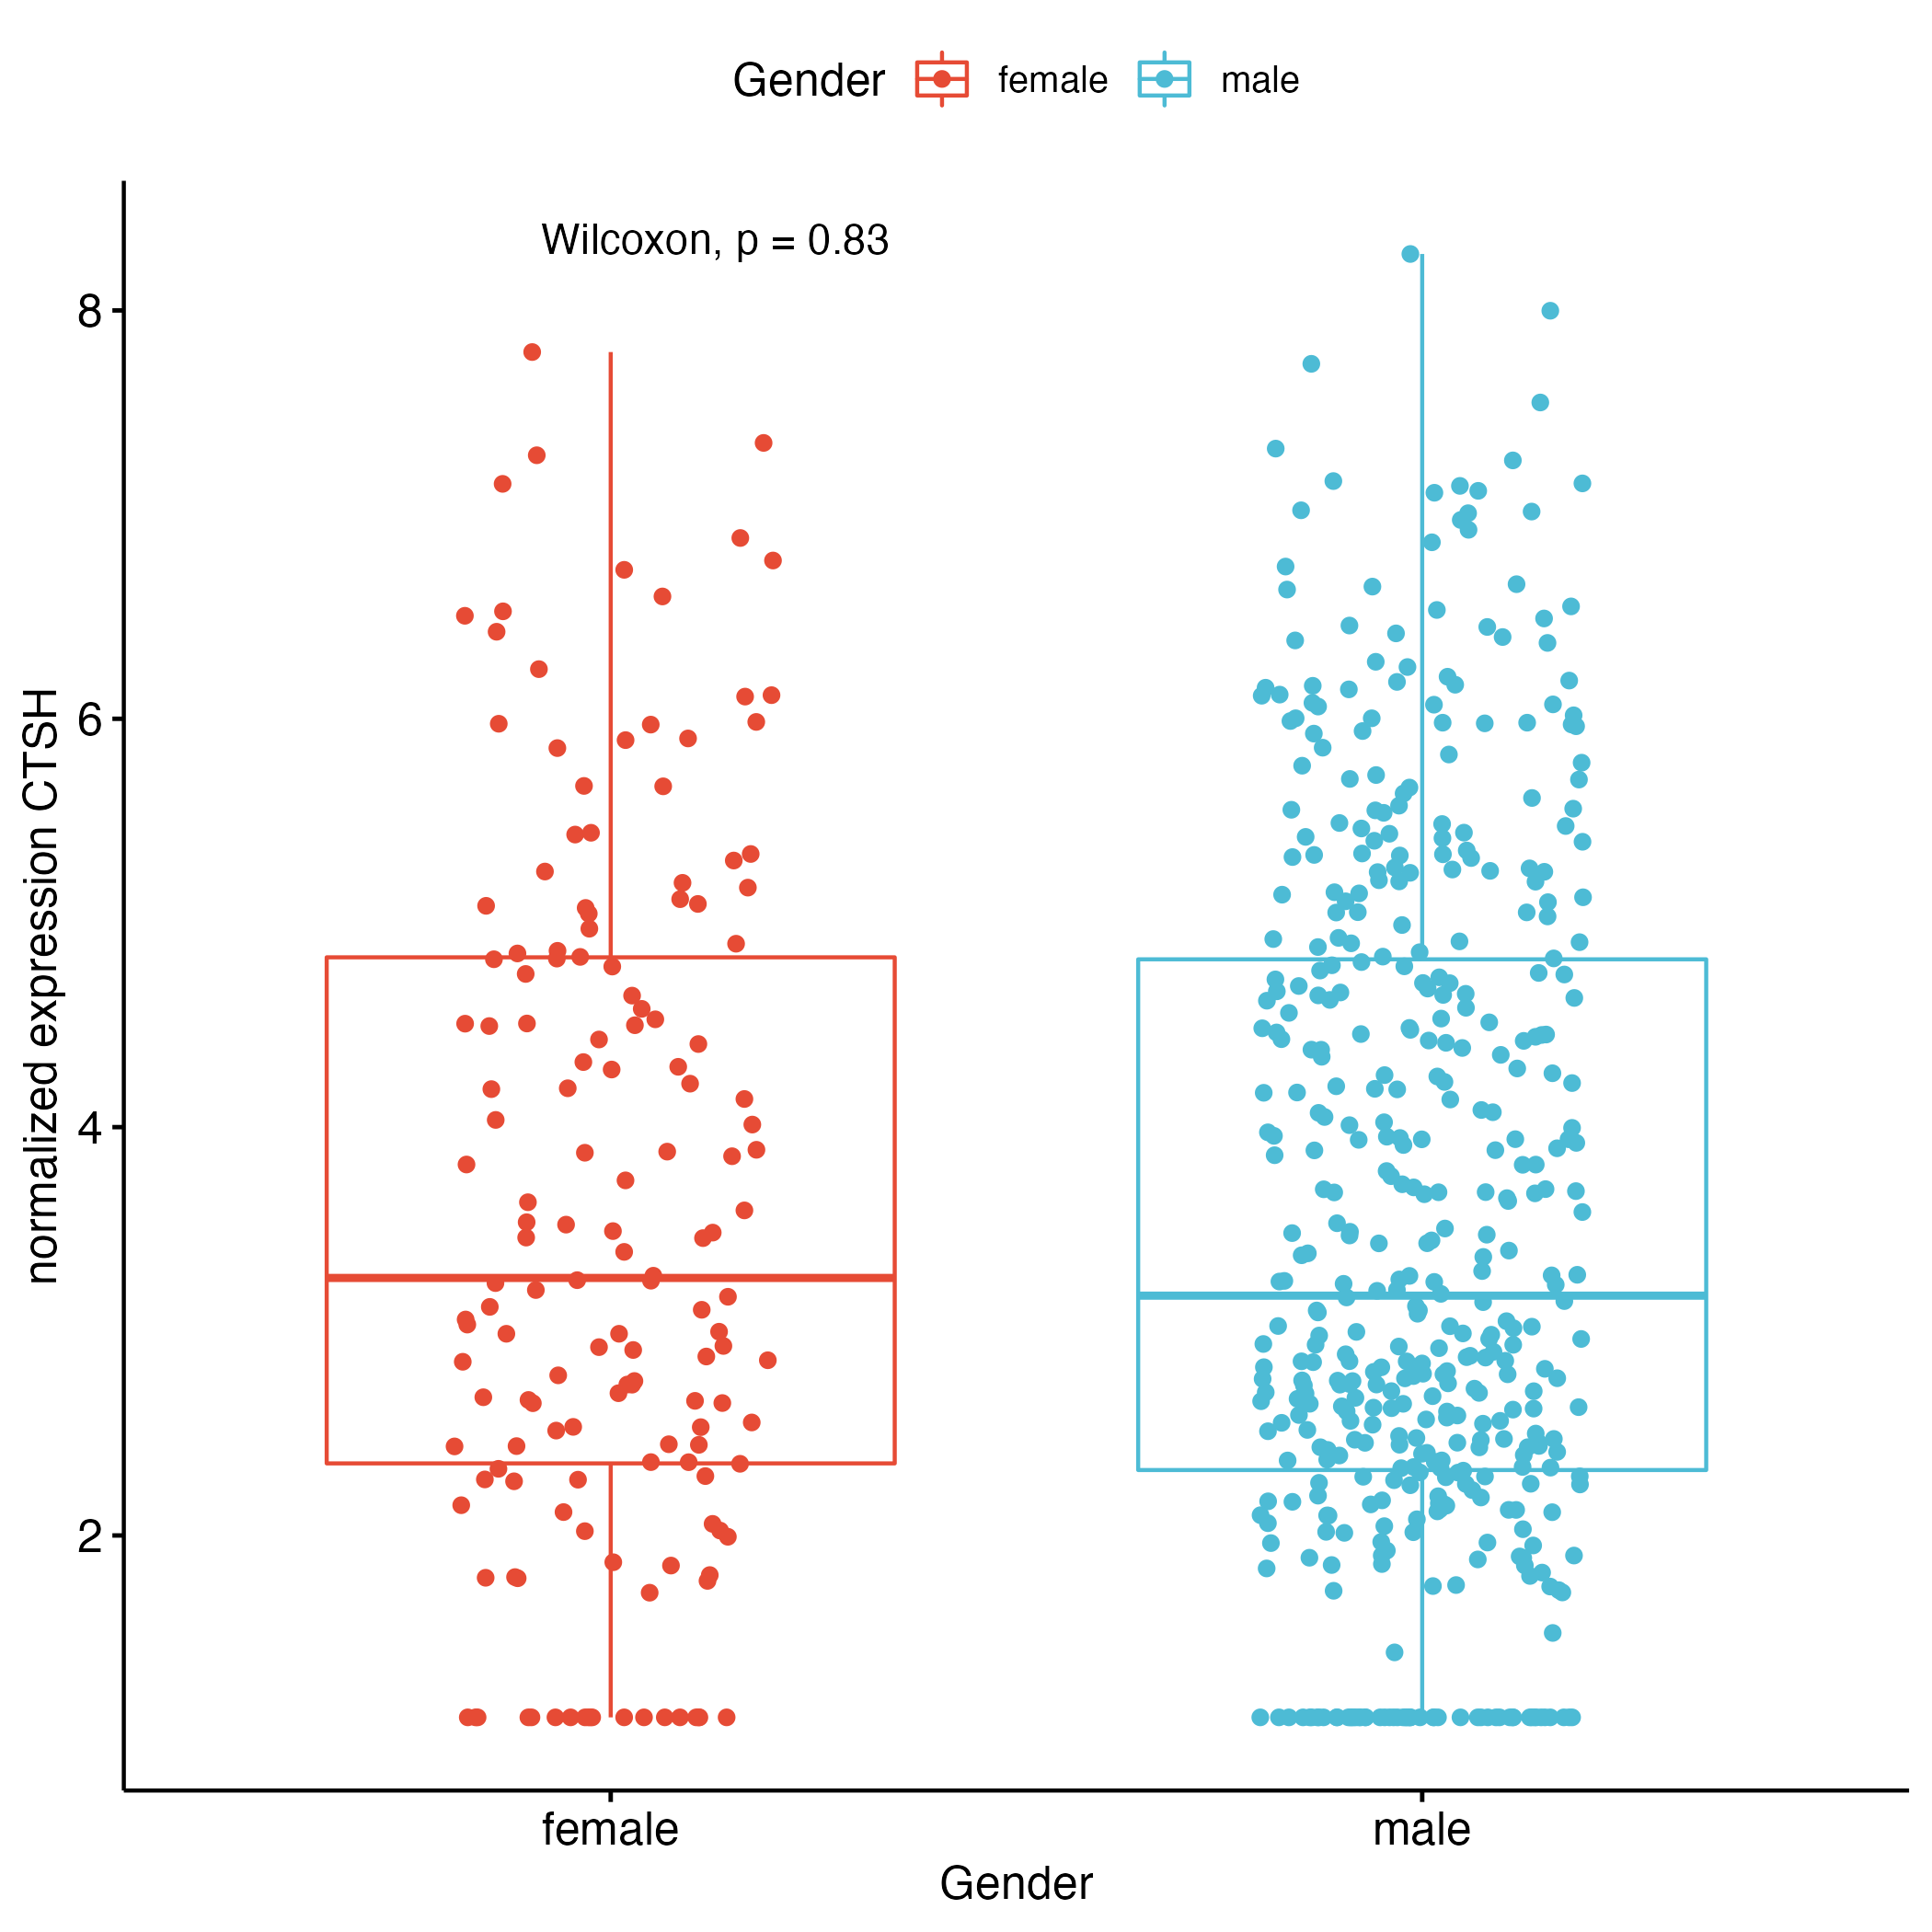 Gender female male
Wilcoxon, p = 0.83
8
6
4
2
normalized expression CTSH
female male
Gender